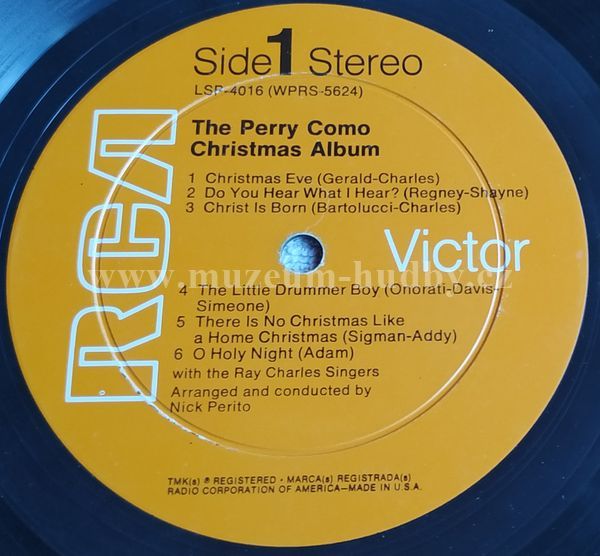 Side 1 Stereo
LSP-4016 (WPRS-5624)
The Perry Como
Christmas Album
1 Christmas Eve (Gerald-Charles)
2 Do You Hear What I Hear? (Regney-Shayne)
3 Christ Is Born (Bartolucci-Charles)
RCA
Victor
www.muzeum-hudby.cz
4 The Little Drummer Boy (Onorati-Davis-
Simeone)
5 There Is No Christmas Like
a Home Christmas (Sigman-Addy)
6 O Holy Night (Adam)
with the Ray Charles Singers
Arranged and conducted by
Nick Perito
TMK(s) ® REGISTERED • MARCA(s) REGISTRADA(s)
RADIO CORPORATION OF AMERICA—MADE IN U.S.A.